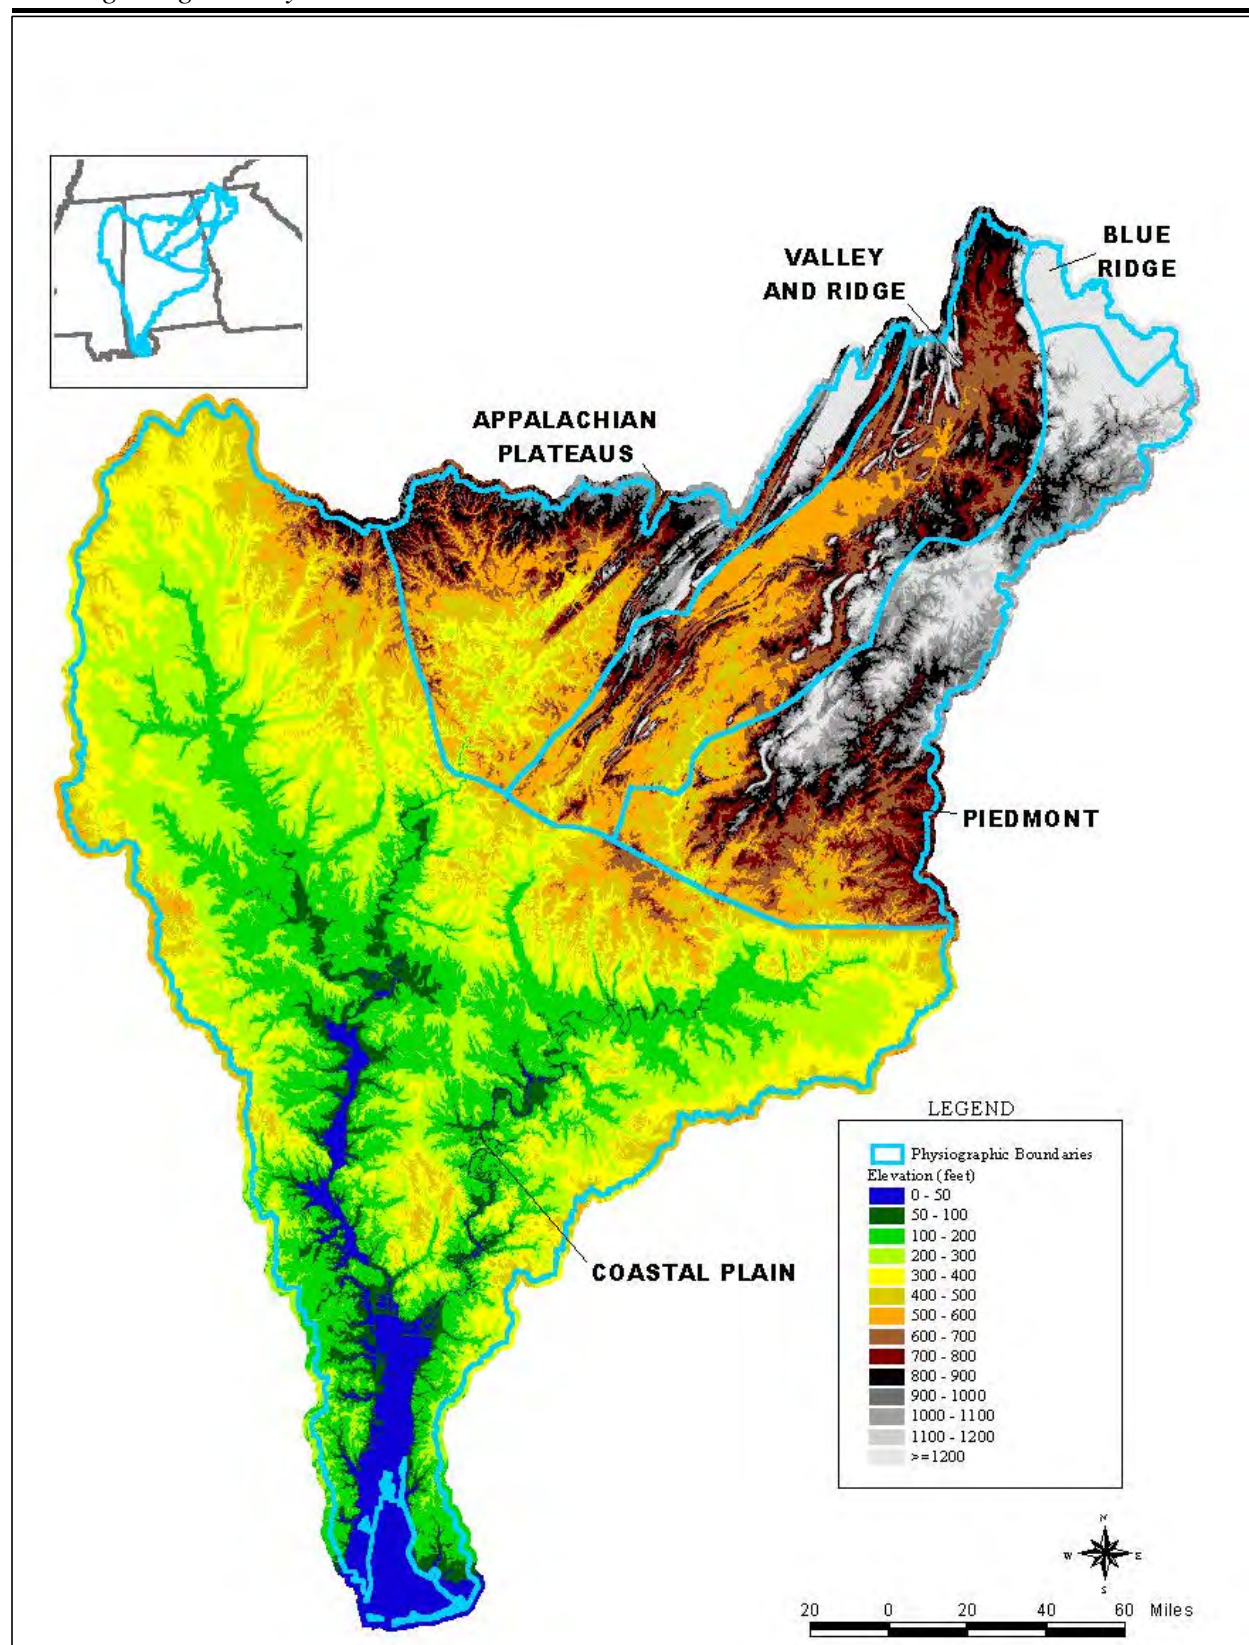 BLUE
RIDGE
VALLEY
AND RIDGE
APPALACHIAN
PLATEAUS
PIEDMONT
COASTAL PLAIN
LEGEND
Physiographic Boundaries
Elevation (feet)
0 - 50
50 - 100
100 - 200
200 - 300
300 - 400
400 - 500
500 - 600
600 - 700
700 - 800
800 - 900
900 - 1000
1000 - 1100
1100 - 1200
>=1200
N
W E
S
20 0 20 40 60 Miles